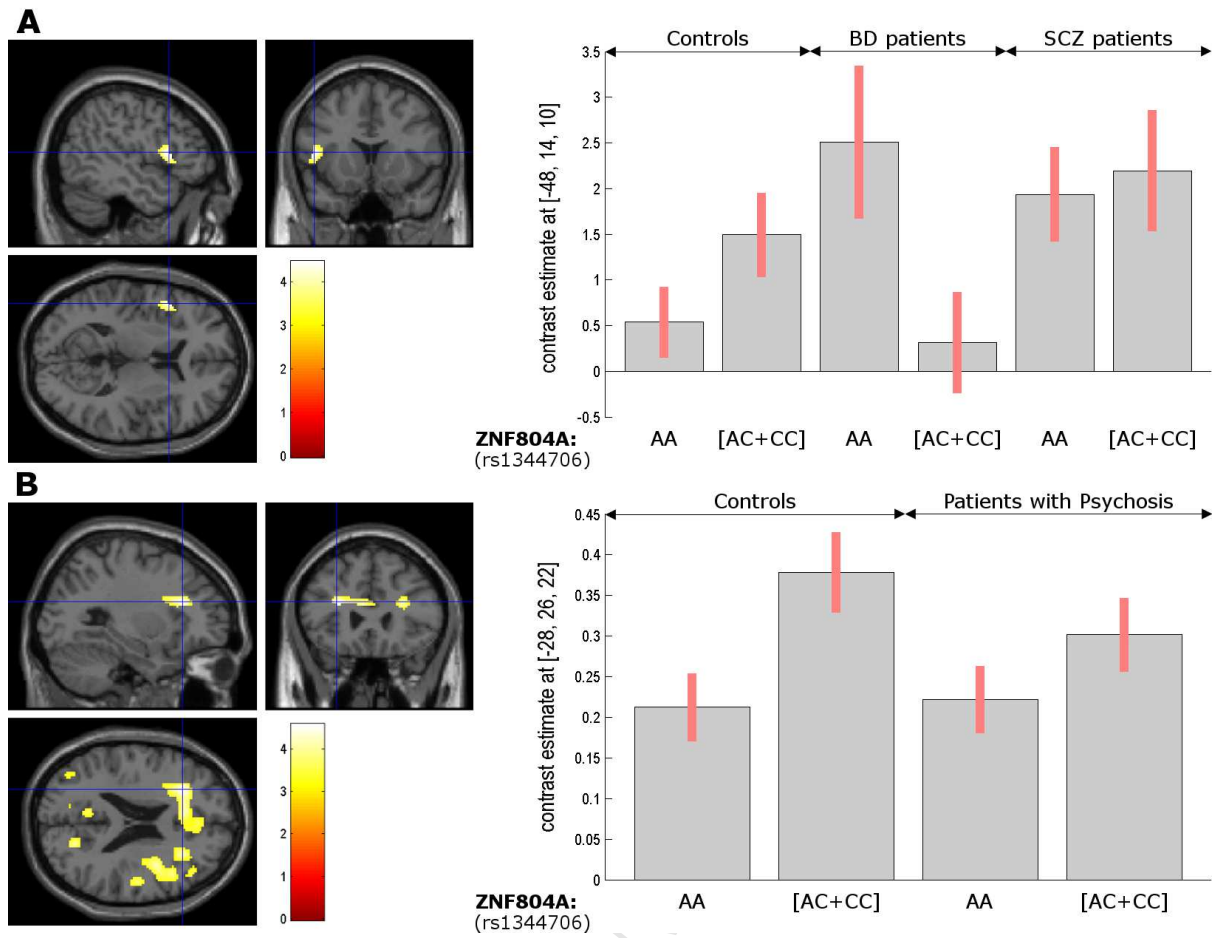 A
Controls
BD patients
SCZ patients
3.5
3
2.5
2
1.5
1
0.5
0
-0.5
contrast estimate at [-48, 14, 10]
4
3
2
1
0
ZNF804A:
(rs1344706)
AA
[AC+CC]
AA
[AC+CC]
AA
[AC+CC]
B
Controls
Patients with Psychosis
0.45
0.4
0.35
0.3
0.25
0.2
0.15
0.1
0.05
0
contrast estimate at [-28, 26, 22]
4
3
2
1
0
ZNF804A:
(rs1344706)
AA
[AC+CC]
AA
[AC+CC]